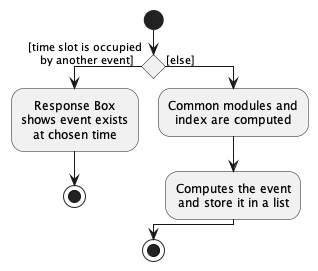 [time slot is occupied
by another event]
[else]
Response Box
shows event exists
at chosen time
Common modules and
index are computed
Computes the event
and store it in a list